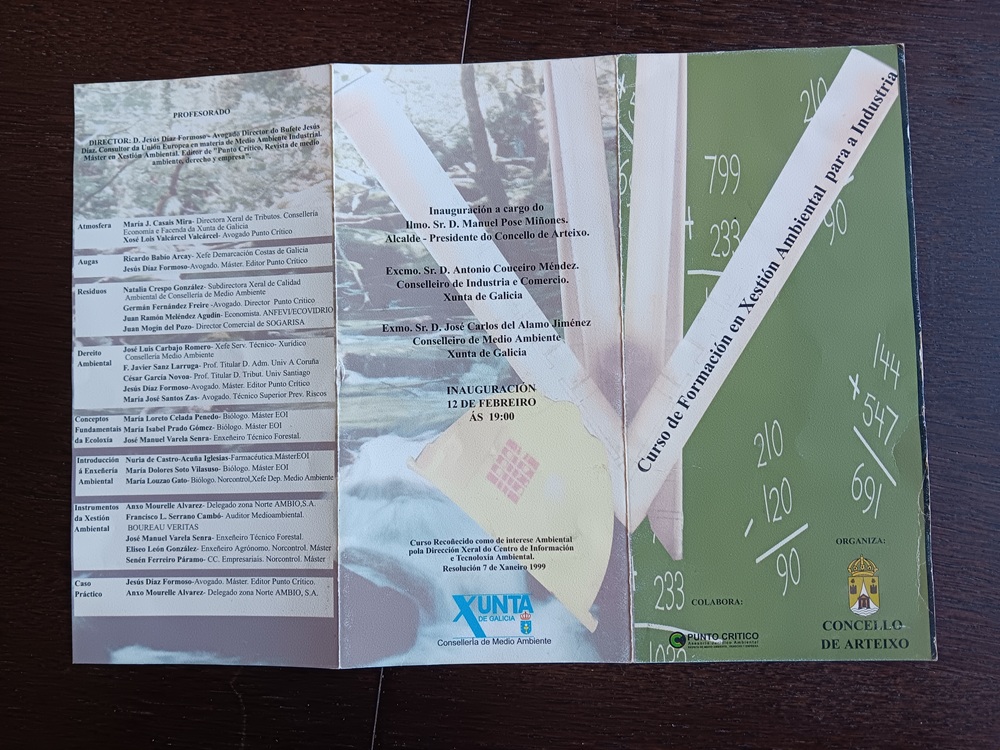 PROFESORADO
DIRECTOR: D. Jesús Díaz Formoso- Avogado Director do Bufete Jesús
Díaz. Consultor da Unión Europea en materia de Medio Ambiente Industrial.
Máster en Xestión Ambiental. Editor de "Punto Crítico, Revista de medio
ambiente, derecho y empresa".
Atmosfera
María J. Casais Mira- Directora Xeral de Tributos. Conselleria
Economia e Facenda da Xunta de Galicia
Xosé Lois Valcárcel Valcárcel- Avogado Punto Crítico
Augas
Ricardo Babío Arcay- Xefe Demarcación Costas de Galicia
Jesús Díaz Formoso-Avogado. Máster. Editor Punto Crítico
Residuos
Natalia Crespo González- Subdirectora Xeral de Calidad
Ambiental de Consellería de Medio Ambiente
Germán Fernández Freire -Avogado. Director Punto Crítico
Juan Ramón Meléndez Agudín- Economista. ANFEVI/ECOVIDRIO
Juan Mogin del Pozo- Director Comercial de SOGARISA
Dereito
Ambiental
José Luis Carbajo Romero- Xefe Serv. Técnico- Xurídico
Consellería Medio Ambiente
F. Javier Sanz Larruga- Prof. Titular D. Adm. Univ A Coruña
César García Novoa- Prof. Titular D. Tribut. Univ Santiago
Jesús Díaz Formoso-Avogado. Máster. Editor Punto Crítico
María José Santos Zas- Avogado. Técnico Superior Prev. Riscos
Conceptos
Fundamentais
da Ecoloxía
María Loreto Celada Penedo- Biólogo. Máster EOI
María Isabel Prado Gómez- Biólogo. Máster EOI
José Manuel Varela Senra- Enxeñeiro Técnico Forestal.
Introducción
á Enxeñería
Ambiental
Nuria de Castro-Acuña Iglesias-Farmacéutica MásterEOI
María Dolores Soto Vilasuso- Biólogo. Máster EOI
María Louzao Gato- Biólogo. Norcontrol,Xefe Dep. Medio Ambiente
Instrumentos
da Xestión
Ambiental
Anxo Mourelle Alvarez- Delegado zona Norte AMBIO,S.A.
Francisco L. Serrano Cambó- Auditor Medioambiental.
BOUREAU VERITAS
José Manuel Varela Senra- Enxeñeiro Técnico Forestal.
Eliseo León González- Enxeñeiro Agrónomo. Norcontrol. Máster
Senén Ferreiro Páramo- CC. Empresariais. Norcontrol. Máster
Caso
Práctico
Jesús Díaz Formoso-Avogado. Máster. Editor Punto Crítico.
Anxo Mourelle Alvarez- Delegado zona Norte AMBIO, S.A.
Inauguración a cargo do
Ilmo. Sr. D. Manuel Pose Miñones.
Alcalde - Presidente do Concello de Arteixo.
Excmo. Sr. D. Antonio Couceiro Méndez.
Conselleiro de Industria e Comercio.
Xunta de Galicia
Exmo. Sr. D. José Carlos del Alamo Jiménez
Conselleiro de Medio Ambiente
Xunta de Galicia
INAUGURACIÓN
12 DE FEBREIRO
ÁS 19:00
Curso Recoñecido como de interese Ambiental
pola Dirección Xeral do Centro de Información
e Tecnoloxía Ambiental.
Resolución 7 de Xaneiro 1999
XUNTA
DE GALICIA
Consellería de Medio Ambiente
Curso de Formación en Xestión Ambiental para a Industria
210
799
+ 233
90
144
× 547
691
210
- 120
90
233
1029
COLABORA:
PUNTO CRITICO
ORGANIZA:
CONCELLO
DE ARTEIXO